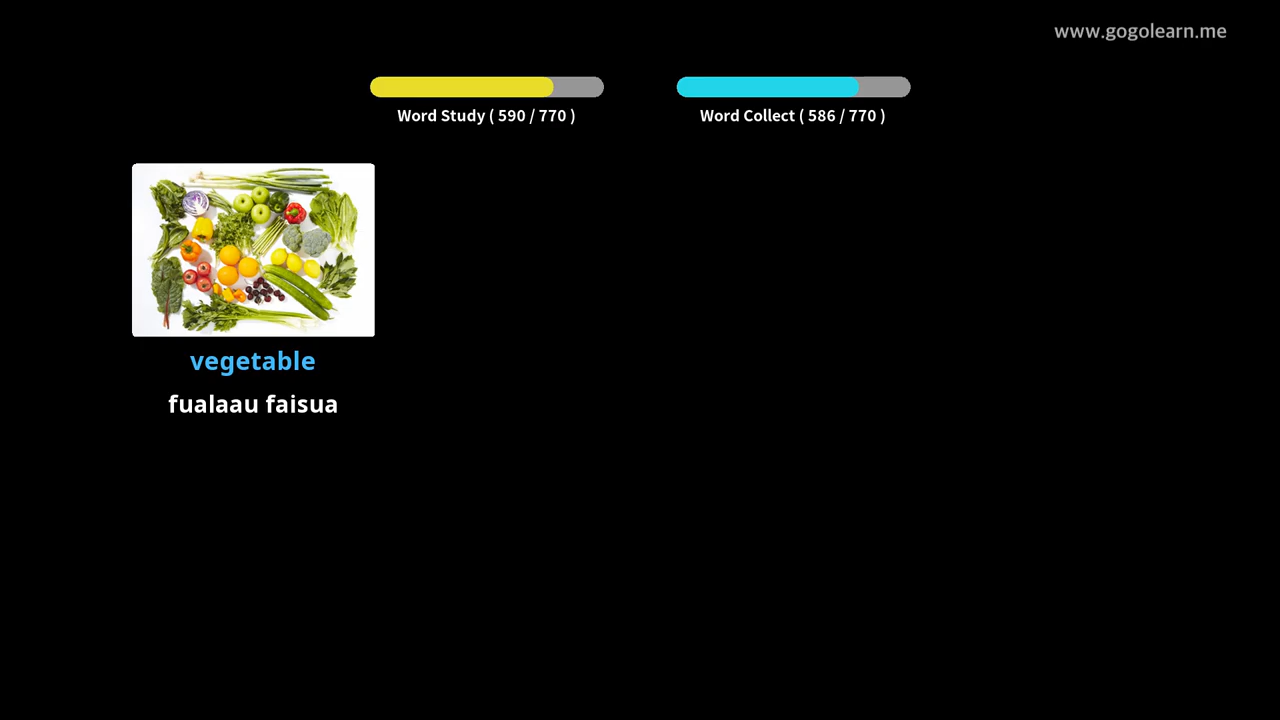 www.gogolearn.me
Word Study ( 590 / 770 )
Word Collect ( 586 / 770 )
vegetable
fualaau faisua